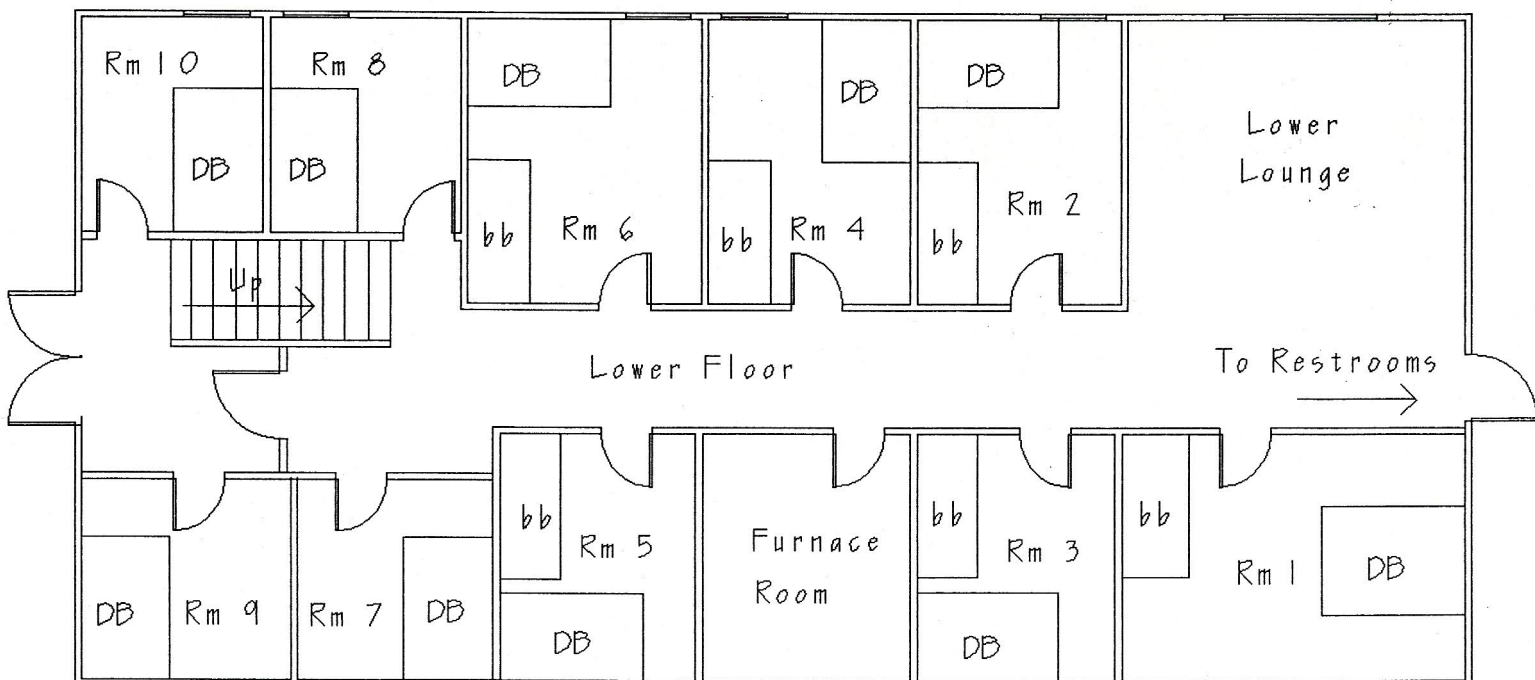 Rm 10
DB
Rm 8
DB
DB
bb
Rm 6
DB
bb
Rm 4
DB
bb
Rm 2
Lower
Lounge
Up
Lower Floor
To Restrooms
DB
Rm 9
Rm 7
DB
bb
Rm 5
DB
Furnace
Room
bb
Rm 3
DB
bb
Rm 1
DB